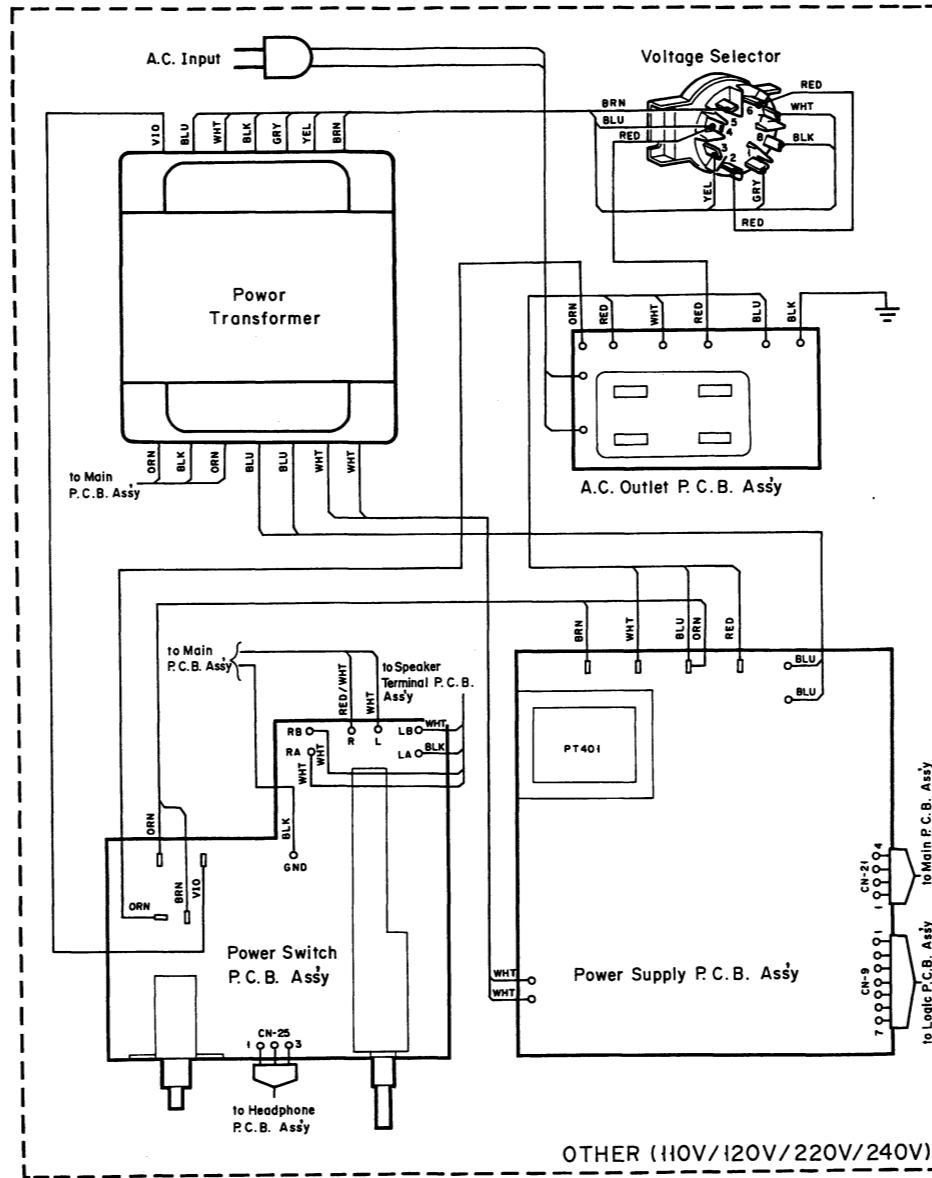 A.C. Input
Voltage Selector
RED
BRN
WHT
BLU
BLK
RED
5
6
4
8
3
2
YEL
GRY
RED
VIO
BLU
WHT
BLK
GRY
YEL
BRN
Powor
Transformer
ORN
RED
WHT
RED
BLU
BLK
A.C. Outlet P.C.B. Ass'y
to Main
P.C.B. Ass'y
ORN
BLK
ORN
BLU
BLU
WHT
WHT
BRN
WHT
BLU
ORN
RED
BLU
BLU
to Main
P.C.B. Ass'y
RED/WHT
WHT
to Speaker
Terminal P.C.B.
Ass'y
RB
RA
R
L
LB
WHT
LA
BLK
WHT
WHT
PT401
ORN
BLK
GND
ORN
BRN
VIO
Power Switch
P.C.B. Ass'y
CN-25
1
3
to Headphone
P.C.B. Ass'y
WHT
WHT
Power Supply P.C.B. Ass'y
4
CN-21
1
to Main P.C.B. Ass'y
1
CN-9
7
to Logic P.C.B. Ass'y
OTHER (110V/120V/220V/240V)